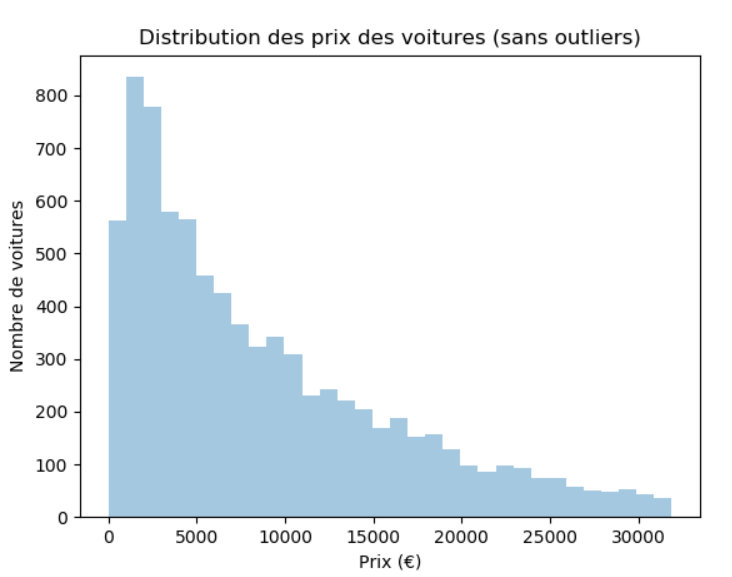 Distribution des prix des voitures (sans outliers)
Nombre de voitures
800
700
600
500
400
300
200
100
0
0 5000 10000 15000 20000 25000 30000
Prix (€)